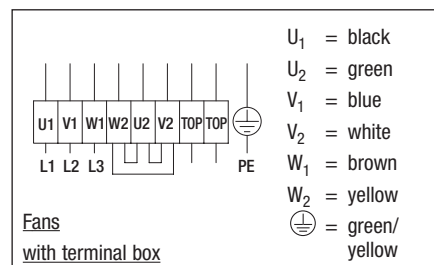 U1 V1 W1 W2 U2 V2 TOP TOP
L1 L2 L3 PE
Fans
with terminal box
U₁ = black
U₂ = green
V₁ = blue
V₂ = white
W₁ = brown
W₂ = yellow
⏚ = green/
yellow